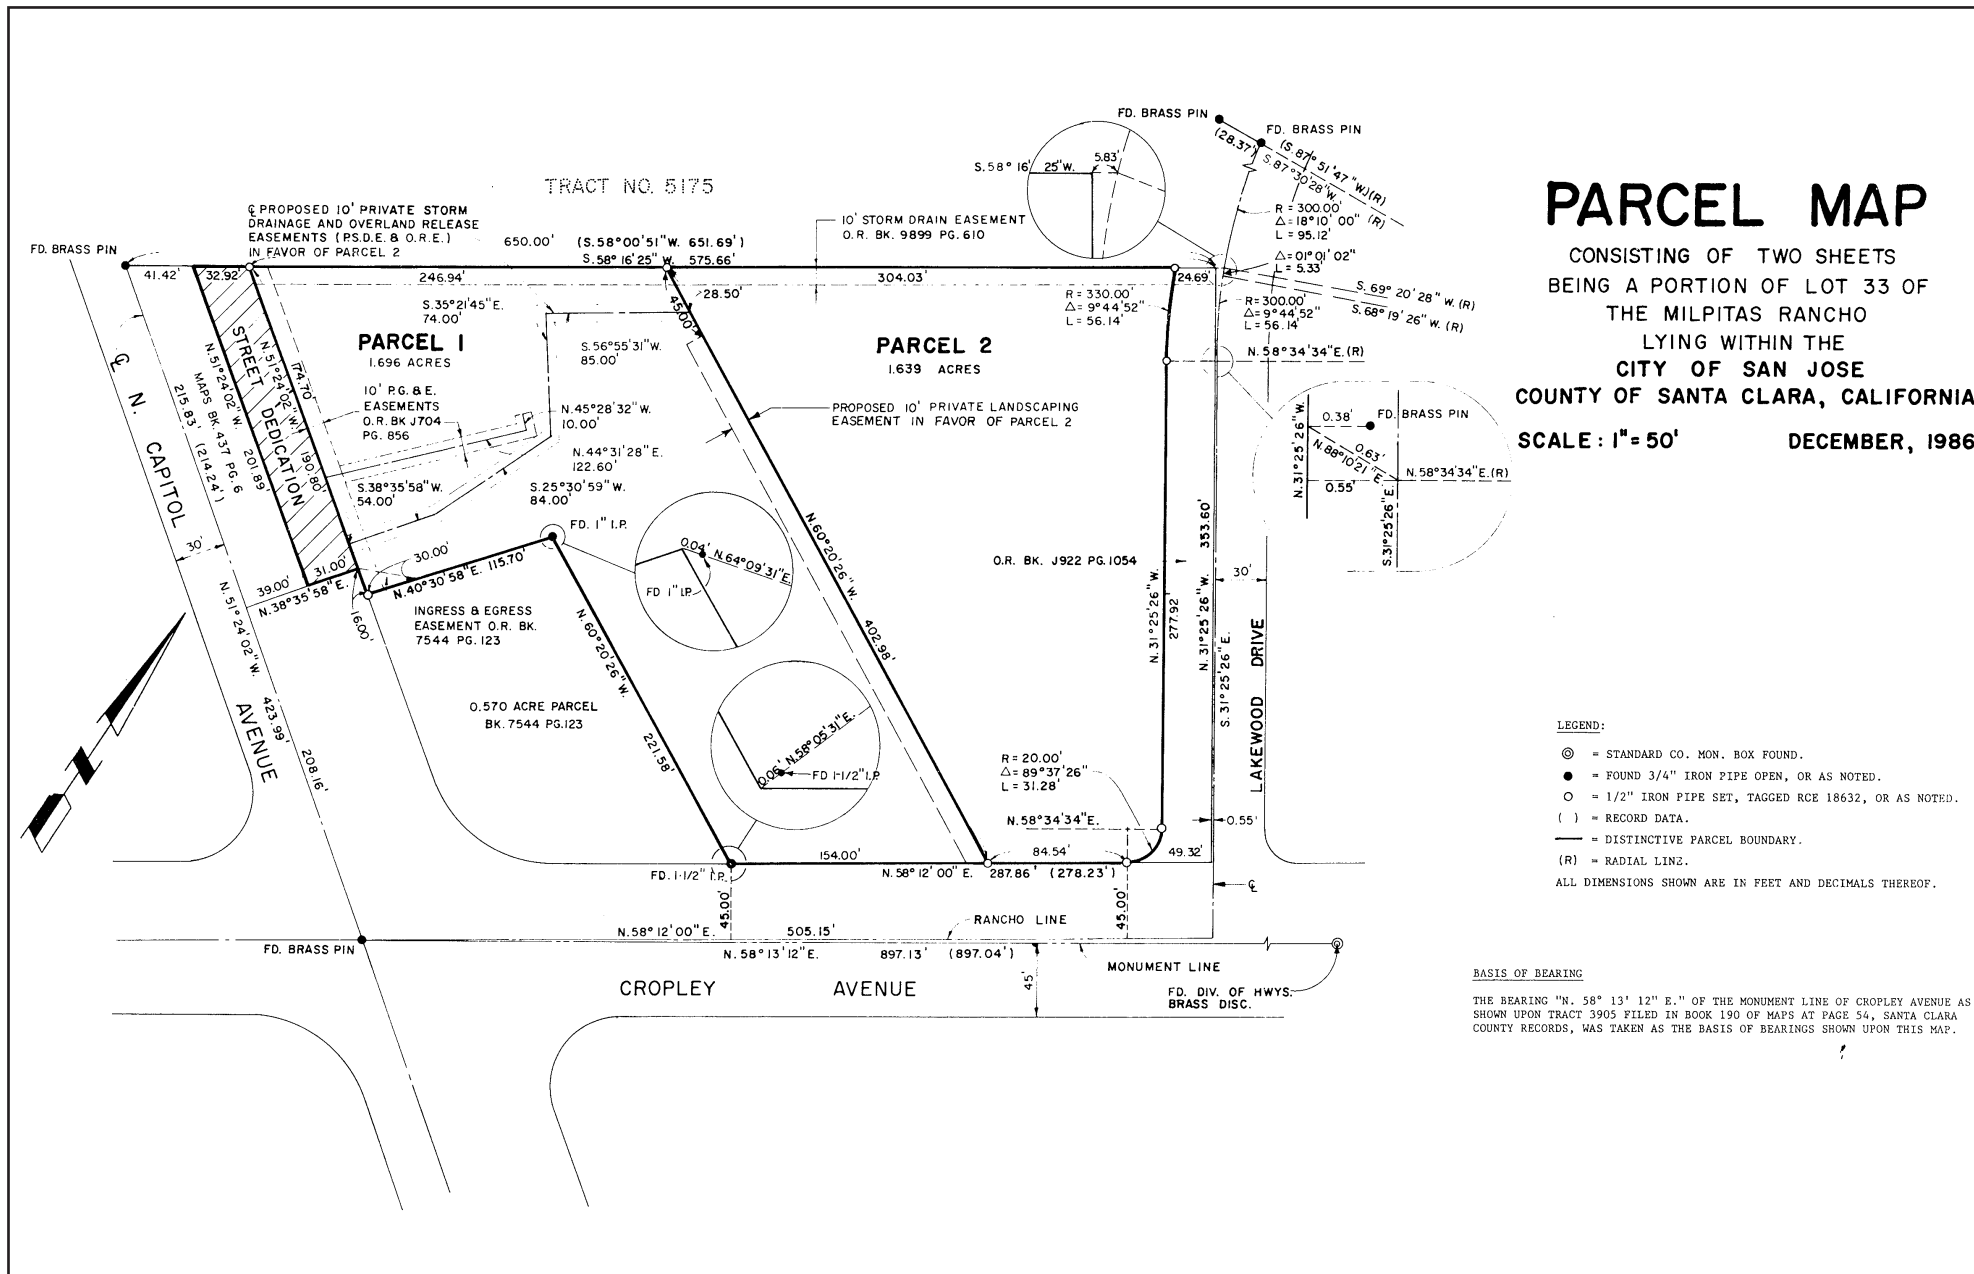 PARCEL MAP
CONSISTING OF TWO SHEETS
BEING A PORTION OF LOT 33 OF
THE MILPITAS RANCHO
LYING WITHIN THE
CITY OF SAN JOSE
COUNTY OF SANTA CLARA, CALIFORNIA
SCALE: 1"= 50' DECEMBER, 1986
TRACT NO. 5175
℄ PROPOSED 10' PRIVATE STORM
DRAINAGE AND OVERLAND RELEASE
EASEMENTS (P.S.D.E. & O.R.E.)
IN FAVOR OF PARCEL 2
FD. BRASS PIN
41.42'
32.92'
246.94'
650.00'
(S.58°00'51"W. 651.69')
S.58°16'25" W. 575.66'
10' STORM DRAIN EASEMENT
O.R. BK. 9899 PG. 610
304.03'
24.69'
S.58°16' 25"W.
5.83'
FD. BRASS PIN
FD. BRASS PIN
(28.37')
(S.87°51'47"W.)(R)
S.87°30'28"W. (R)
R = 300.00'
Δ = 18°10'00"
L = 95.12'
Δ = 01°01'02"
L = 5.33'
S. 69° 20'28" W. (R)
S. 68°19'26" W. (R)
R = 330.00'
Δ = 9°44'52"
L = 56.14'
R = 300.00'
Δ = 9°44'52"
L = 56.14'
N. 58°34'34"E.(R)
28.50'
45.00'
S.35°21'45"E.
74.00'
PARCEL 1
1.696 ACRES
S.56°55'31"W.
85.00'
PARCEL 2
1.639 ACRES
10' P.G.& E.
EASEMENTS
O.R. BK J704
PG. 856
N.45°28'32"W.
10.00'
N.44°31'28"E.
122.60'
S.25°30'59"W.
84.00'
S.38°35'58"W.
54.00'
PROPOSED 10' PRIVATE LANDSCAPING
EASEMENT IN FAVOR OF PARCEL 2
STREET DEDICATION
N.51°24'02"W.
174.70'
190.80'
N.51°24'02"W.
201.89'
MAPS BK. 437 PG. 6
215.83' (214.24')
℄ N. CAPITOL AVENUE
30'
39.00'
31.00'
N.38°35'58"E.
30.00'
16.00'
N.40°30'58"E. 115.70'
FD. 1" I.P.
0.04' N.64°09'31"E.
FD 1" I.P.
INGRESS & EGRESS
EASEMENT O.R. BK.
7544 PG. 123
0.570 ACRE PARCEL
BK. 7544 PG.123
N.60°20'26"W.
221.58'
N.60°20'26"W.
402.98'
0.06' N.58°05'31"E.
FD 1-1/2" I.P.
O.R. BK. J922 PG. 1054
N.31°25'26"W.
277.92
N.31°25'26"W. 353.60'
S.31°25'26"E.
30'
LAKEWOOD DRIVE
0.38'
FD. BRASS PIN
N.31°25'26"W.
N.88°10'21"E.
0.63'
0.55'
N.58°34'34"E.(R)
S.31°25'26"E.
R = 20.00'
Δ = 89°37'26"
L = 31.28'
N.58°34'34"E.
0.55'
49.32'
84.54'
154.00'
FD. 1-1/2" I.P.
N. 58°12'00" E. 287.86' (278.23')
℄
45.00'
45.00'
N. 51°24'02"W. 423.99'
208.16'
RANCHO LINE
N.58°12'00"E. 505.15'
FD. BRASS PIN
N. 58°13'12"E. 897.13' (897.04')
MONUMENT LINE
45'
FD. DIV. OF HWYS.
BRASS DISC.
CROPLEY AVENUE
LEGEND:
◎ = STANDARD CO. MON. BOX FOUND.
● = FOUND 3/4" IRON PIPE OPEN, OR AS NOTED.
○ = 1/2" IRON PIPE SET, TAGGED RCE 18632, OR AS NOTED.
( ) = RECORD DATA.
— = DISTINCTIVE PARCEL BOUNDARY.
(R) = RADIAL LINE.
ALL DIMENSIONS SHOWN ARE IN FEET AND DECIMALS THEREOF.
BASIS OF BEARING
THE BEARING "N. 58° 13' 12" E." OF THE MONUMENT LINE OF CROPLEY AVENUE AS
SHOWN UPON TRACT 3905 FILED IN BOOK 190 OF MAPS AT PAGE 54, SANTA CLARA
COUNTY RECORDS, WAS TAKEN AS THE BASIS OF BEARINGS SHOWN UPON THIS MAP.